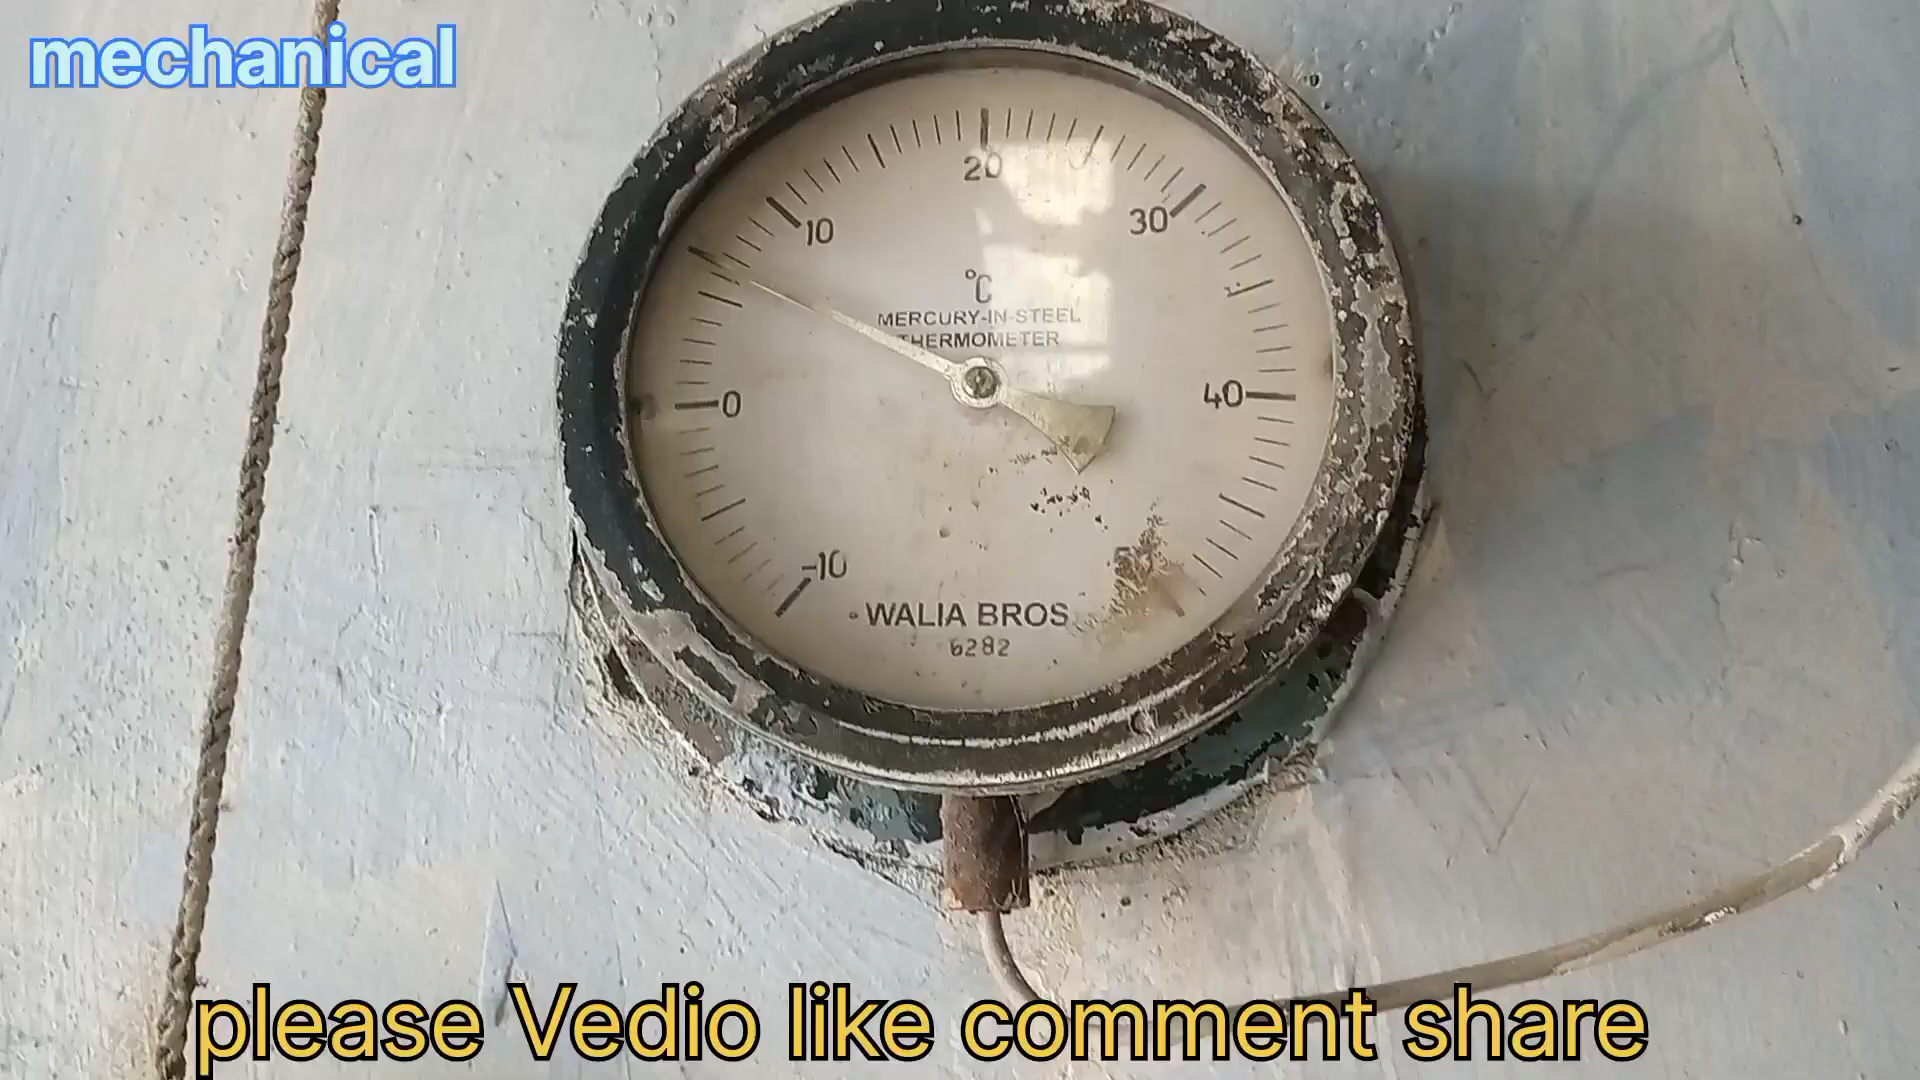 mechanical
20
10
30
°C
MERCURY-IN-STEEL
THERMOMETER
0
40
-10
WALIA BROS
6282
please Vedio like comment share